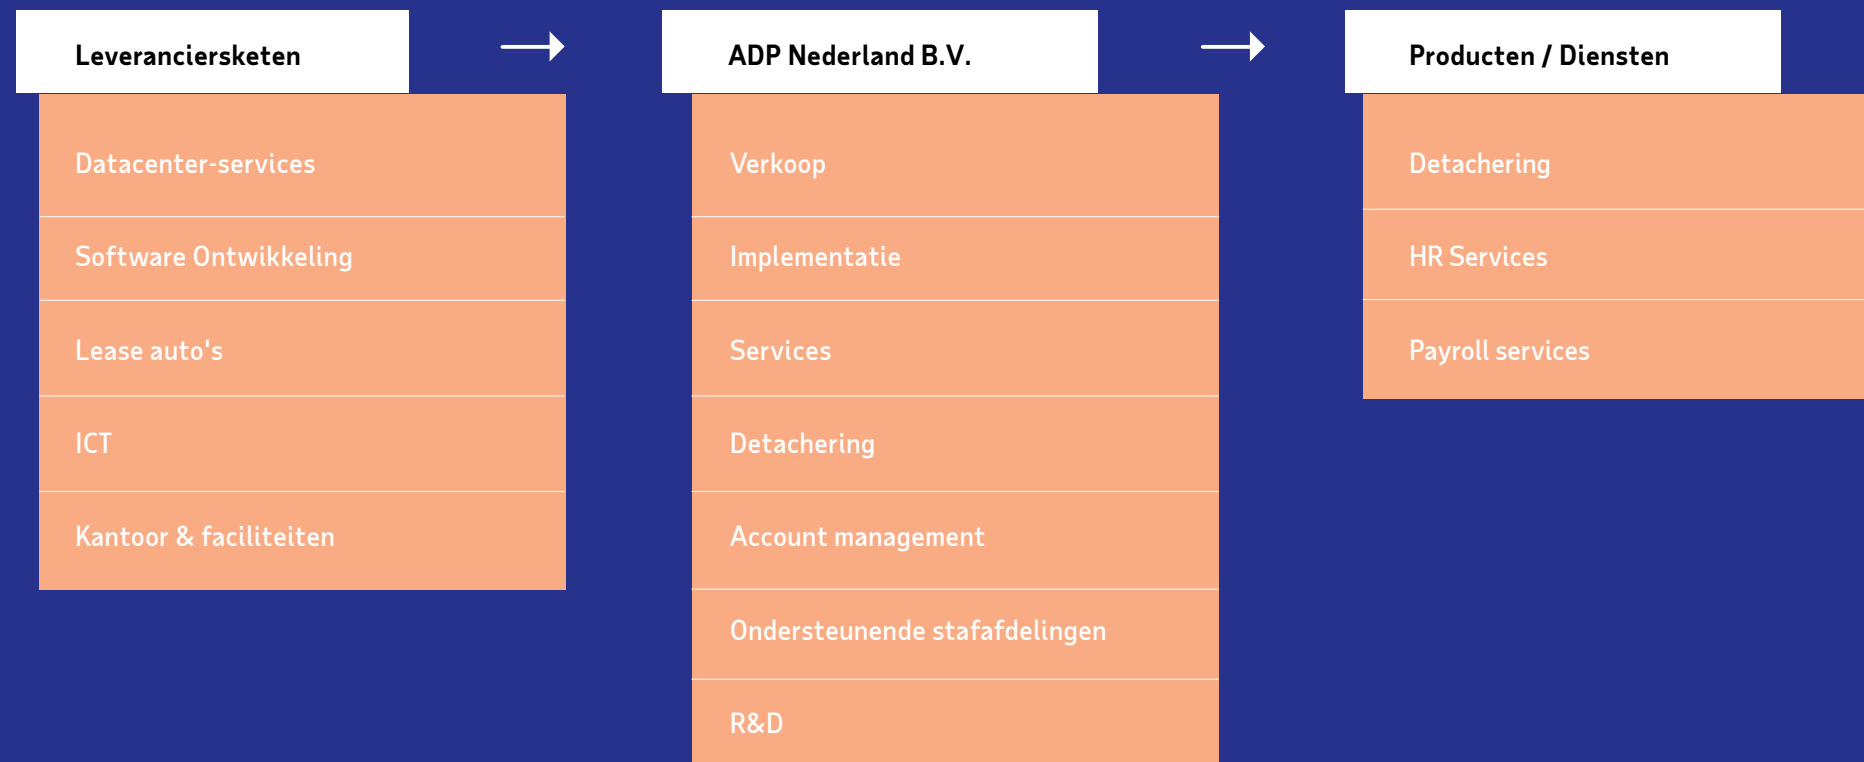 Leveranciersketen
Datacenter-services
Software Ontwikkeling
Lease auto's
ICT
Kantoor & faciliteiten
ADP Nederland B.V.
Verkoop
Implementatie
Services
Detachering
Account management
Ondersteunende stafafdelingen
R&D
Producten / Diensten
Detachering
HR Services
Payroll services